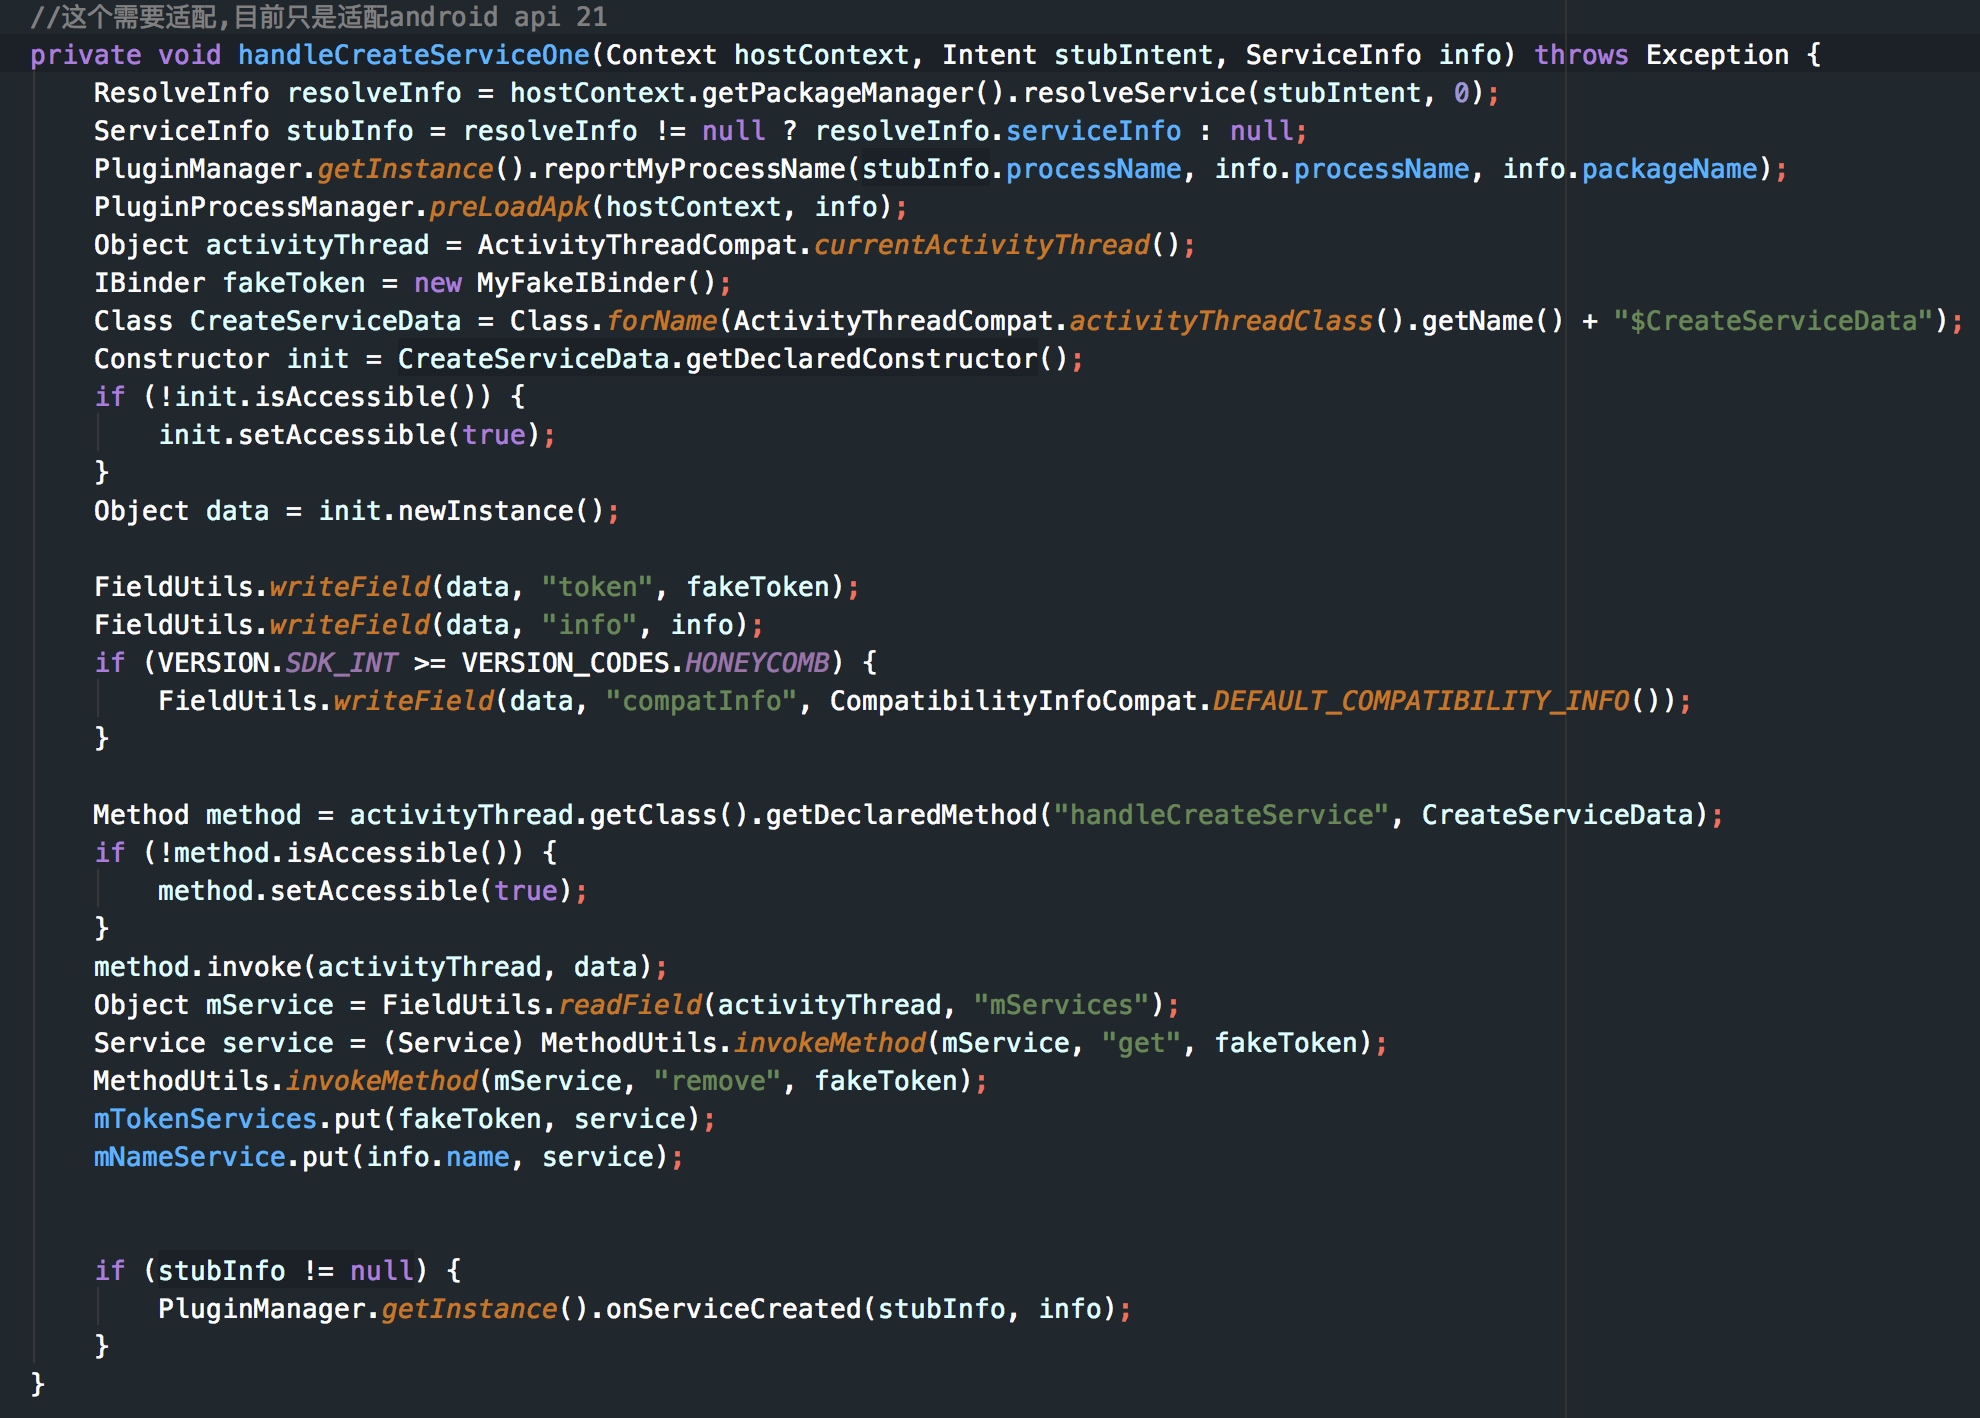 //这个需要适配,目前只是适配android api 21
private void handleCreateServiceOne(Context hostContext, Intent stubIntent, ServiceInfo info) throws Exception {
    ResolveInfo resolveInfo = hostContext.getPackageManager().resolveService(stubIntent, 0);
    ServiceInfo stubInfo = resolveInfo != null ? resolveInfo.serviceInfo : null;
    PluginManager.getInstance().reportMyProcessName(stubInfo.processName, info.processName, info.packageName);
    PluginProcessManager.preLoadApk(hostContext, info);
    Object activityThread = ActivityThreadCompat.currentActivityThread();
    IBinder fakeToken = new MyFakeIBinder();
    Class CreateServiceData = Class.forName(ActivityThreadCompat.activityThreadClass().getName() + "$CreateServiceData");
    Constructor init = CreateServiceData.getDeclaredConstructor();
    if (!init.isAccessible()) {
        init.setAccessible(true);
    }
    Object data = init.newInstance();

    FieldUtils.writeField(data, "token", fakeToken);
    FieldUtils.writeField(data, "info", info);
    if (VERSION.SDK_INT >= VERSION_CODES.HONEYCOMB) {
        FieldUtils.writeField(data, "compatInfo", CompatibilityInfoCompat.DEFAULT_COMPATIBILITY_INFO());
    }

    Method method = activityThread.getClass().getDeclaredMethod("handleCreateService", CreateServiceData);
    if (!method.isAccessible()) {
        method.setAccessible(true);
    }
    method.invoke(activityThread, data);
    Object mService = FieldUtils.readField(activityThread, "mServices");
    Service service = (Service) MethodUtils.invokeMethod(mService, "get", fakeToken);
    MethodUtils.invokeMethod(mService, "remove", fakeToken);
    mTokenServices.put(fakeToken, service);
    mNameService.put(info.name, service);


    if (stubInfo != null) {
        PluginManager.getInstance().onServiceCreated(stubInfo, info);
    }
}